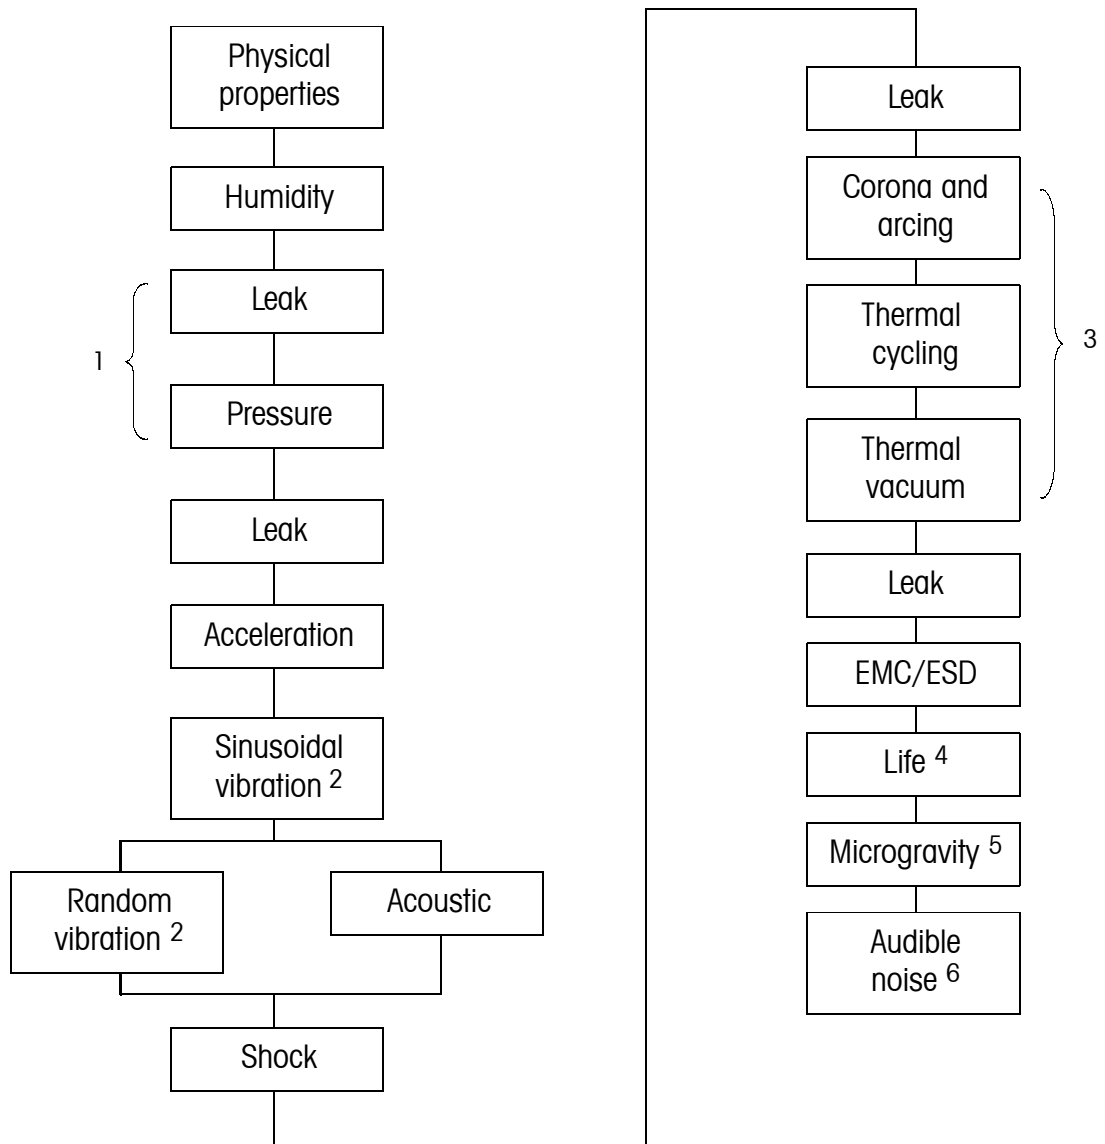 Physical
properties
Humidity
Leak
1
Pressure
Leak
Acceleration
Sinusoidal
vibration 2
Random
vibration 2
Acoustic
Shock
Leak
Corona and
arcing
Thermal
cycling
3
Thermal
vacuum
Leak
EMC/ESD
Life 4
Microgravity 5
Audible
noise 6